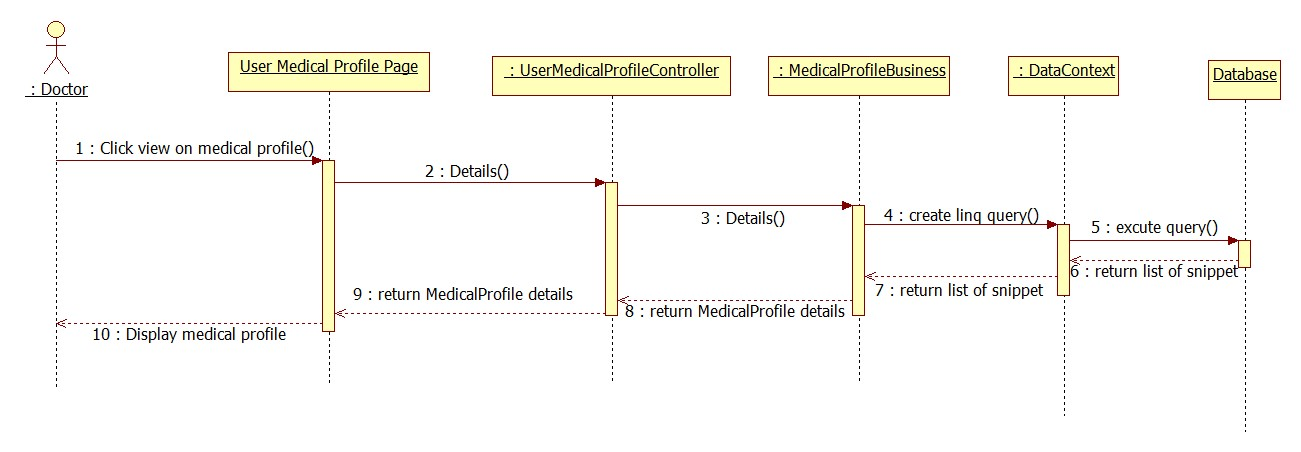 : Doctor
User Medical Profile Page
: UserMedicalProfileController
: MedicalProfileBusiness
: DataContext
Database
1 : Click view on medical profile()
2 : Details()
3 : Details()
4 : create linq query()
5 : excute query()
6 : return list of snippet
7 : return list of snippet
8 : return MedicalProfile details
9 : return MedicalProfile details
10 : Display medical profile